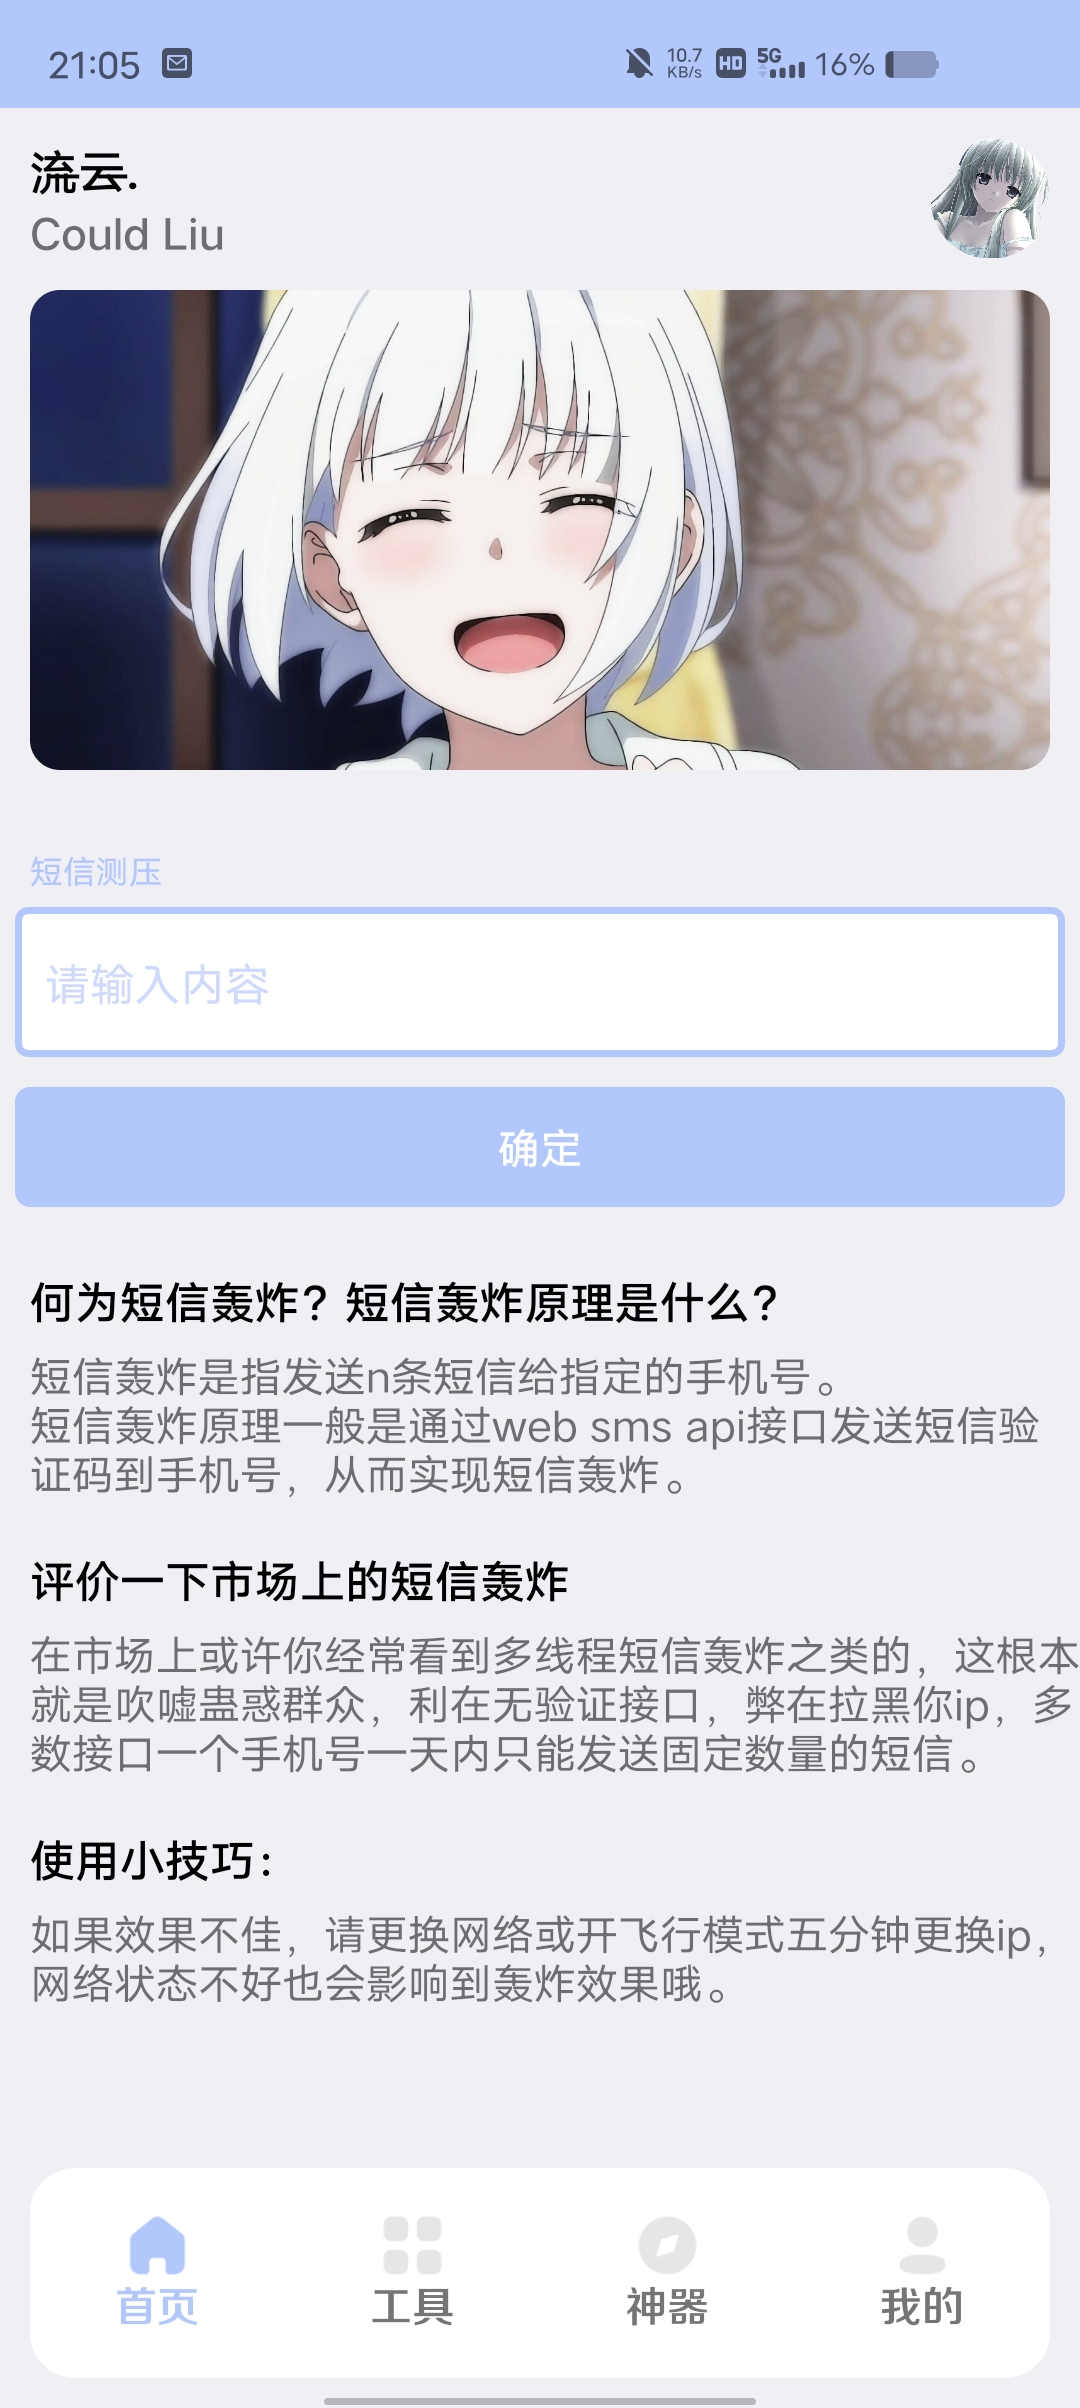 21:05
10.7 KB/s HD 5G 16%
流云.
Could Liu
短信测压
请输入内容
确定
何为短信轰炸？短信轰炸原理是什么？
短信轰炸是指发送n条短信给指定的手机号。
短信轰炸原理一般是通过web sms api接口发送短信验
证码到手机号，从而实现短信轰炸。
评价一下市场上的短信轰炸
在市场上或许你经常看到多线程短信轰炸之类的，这根本
就是吹嘘蛊惑群众，利在无验证接口，弊在拉黑你ip，多
数接口一个手机号一天内只能发送固定数量的短信。
使用小技巧：
如果效果不佳，请更换网络或开飞行模式五分钟更换ip，
网络状态不好也会影响到轰炸效果哦。
首页 工具 神器 我的